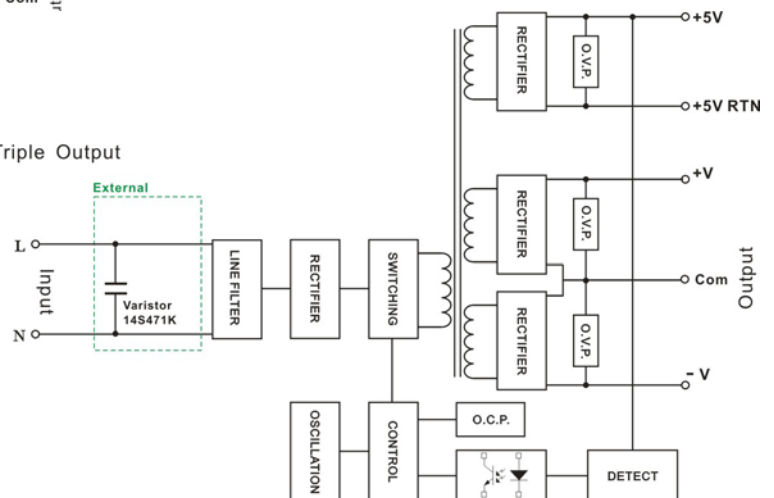 Triple Output
External
L
Input
N
Varistor
14S471K
LINE FILTER
RECTIFIER
SWITCHING
RECTIFIER
O.V.P.
+5V
+5V RTN
RECTIFIER
O.V.P.
+V
Com
Output
RECTIFIER
O.V.P.
- V
OSCILLATION
CONTROL
O.C.P.
DETECT